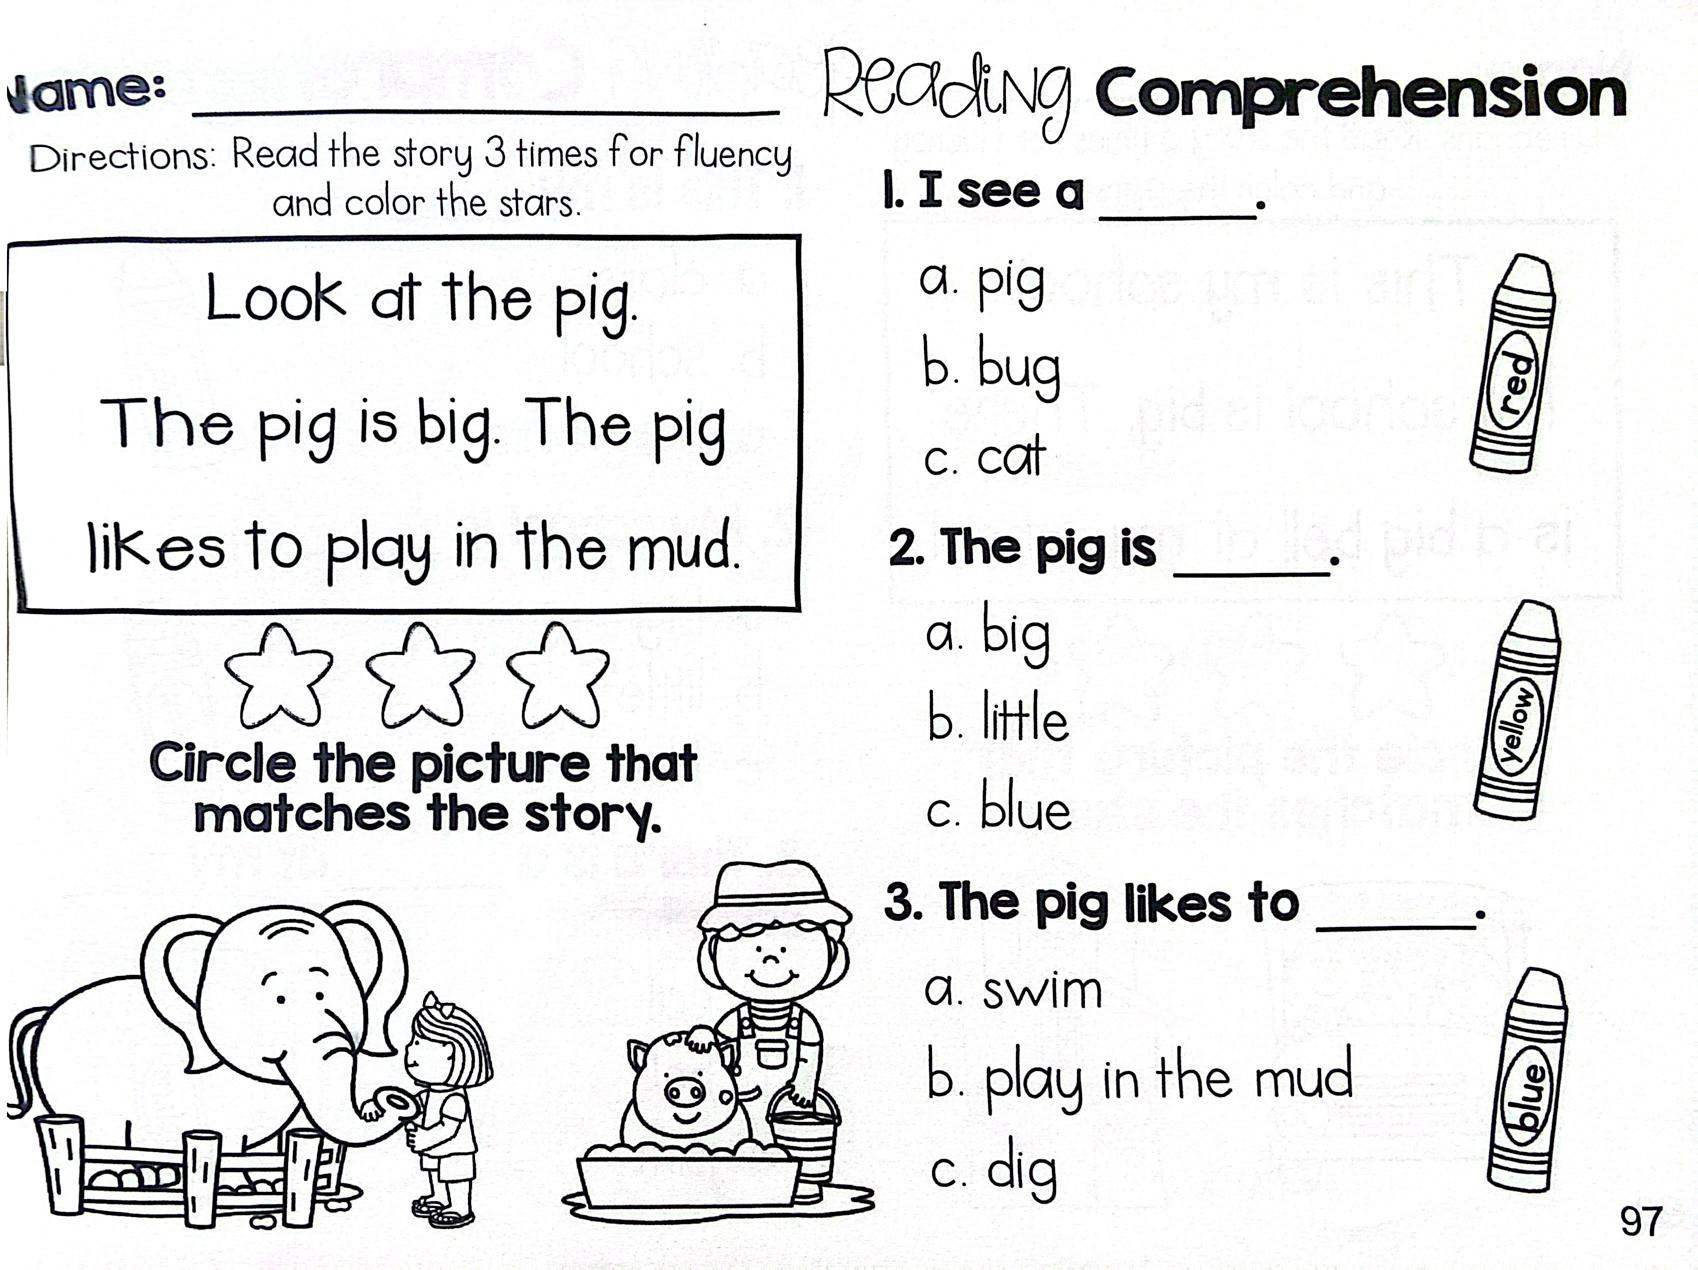 Name:
Directions: Read the story 3 times for fluency
and color the stars.
Look at the pig.
The pig is big. The pig
likes to play in the mud.
Circle the picture that
matches the story.
Reading Comprehension
1. I see a ______.
a. pig
b. bug
c. cat
red
2. The pig is ______.
a. big
b. little
c. blue
yellow
3. The pig likes to ______.
a. swim
b. play in the mud
c. dig
blue
97